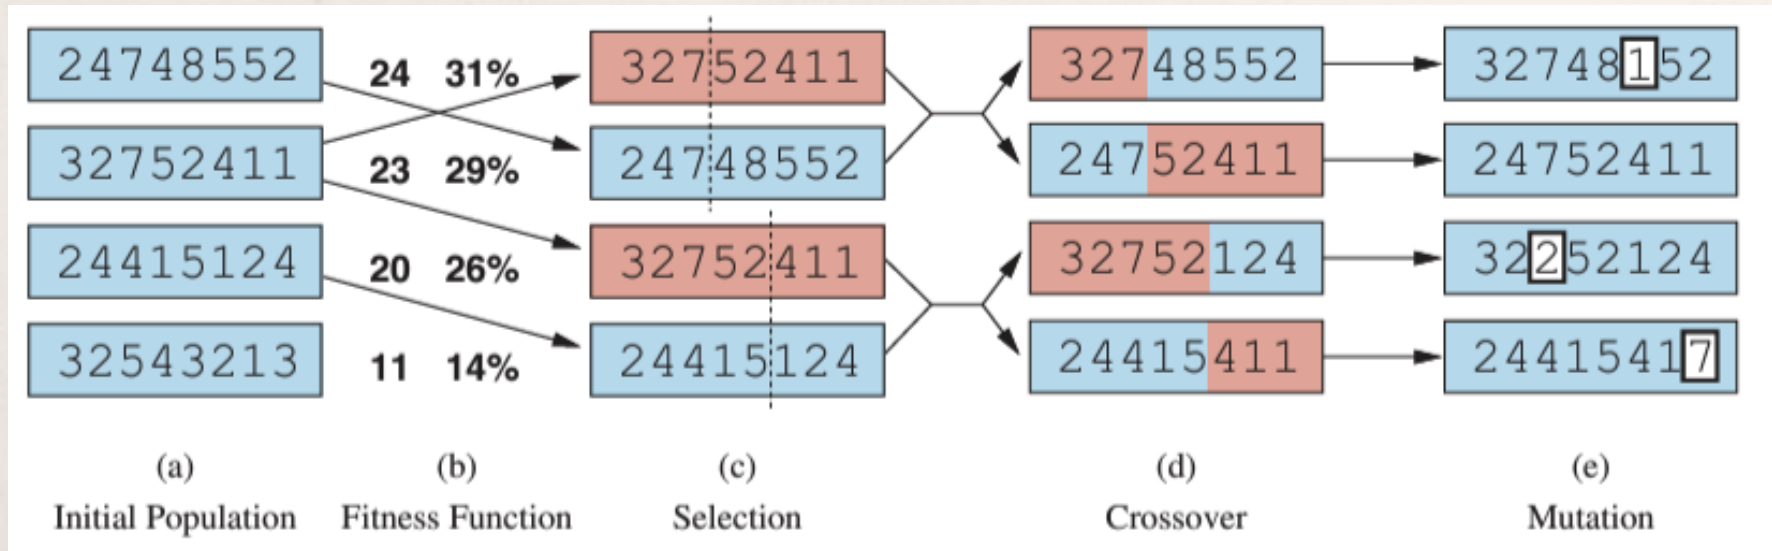 24748552
32752411
24415124
32543213
24 31%
23 29%
20 26%
11 14%
32752411
24748552
32752411
24415124
32748552
24752411
32752124
24415411
32748152
24752411
32252124
24415417
(a)
Initial Population
(b)
Fitness Function
(c)
Selection
(d)
Crossover
(e)
Mutation